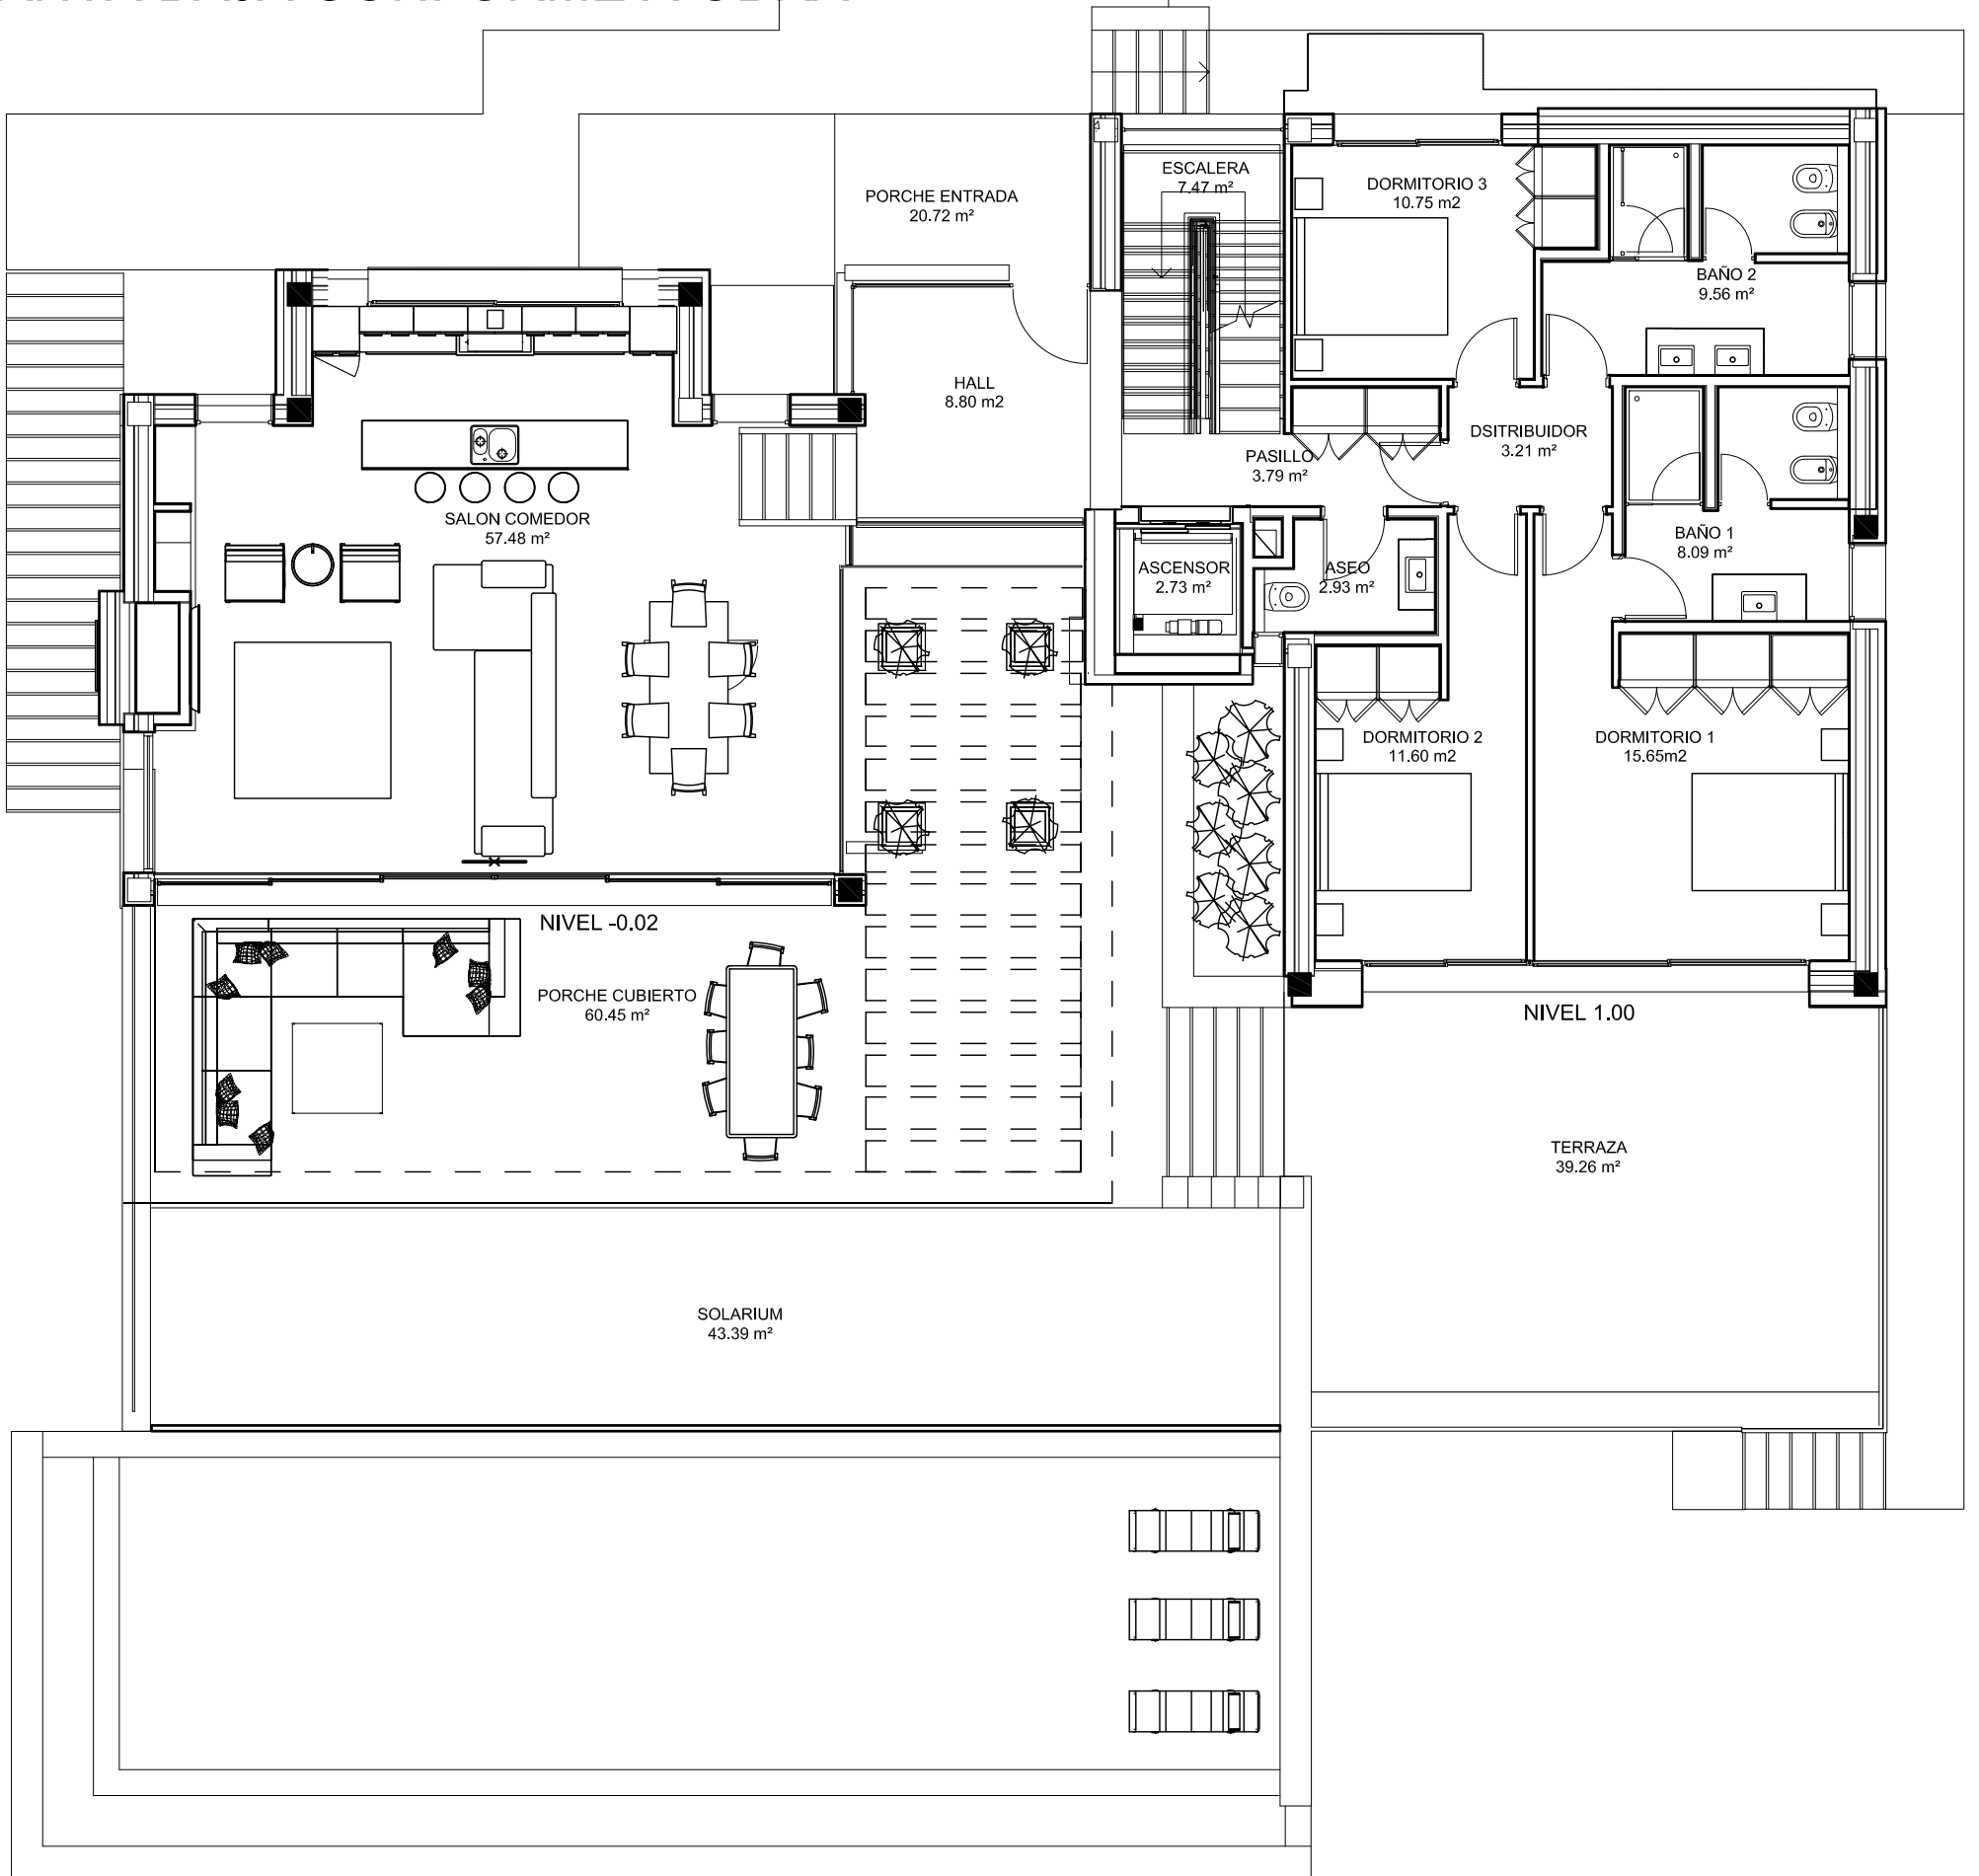 ESCALERA
7.47 m²
PORCHE ENTRADA
20.72 m²
DORMITORIO 3
10.75 m2
BAÑO 2
9.56 m²
HALL
8.80 m2
DSITRIBUIDOR
3.21 m²
PASILLO
3.79 m²
SALON COMEDOR
57.48 m²
BAÑO 1
8.09 m²
ASCENSOR
2.73 m²
ASEO
2.93 m²
DORMITORIO 2
11.60 m2
DORMITORIO 1
15.65m2
NIVEL -0.02
PORCHE CUBIERTO
60.45 m²
NIVEL 1.00
TERRAZA
39.26 m²
SOLARIUM
43.39 m²